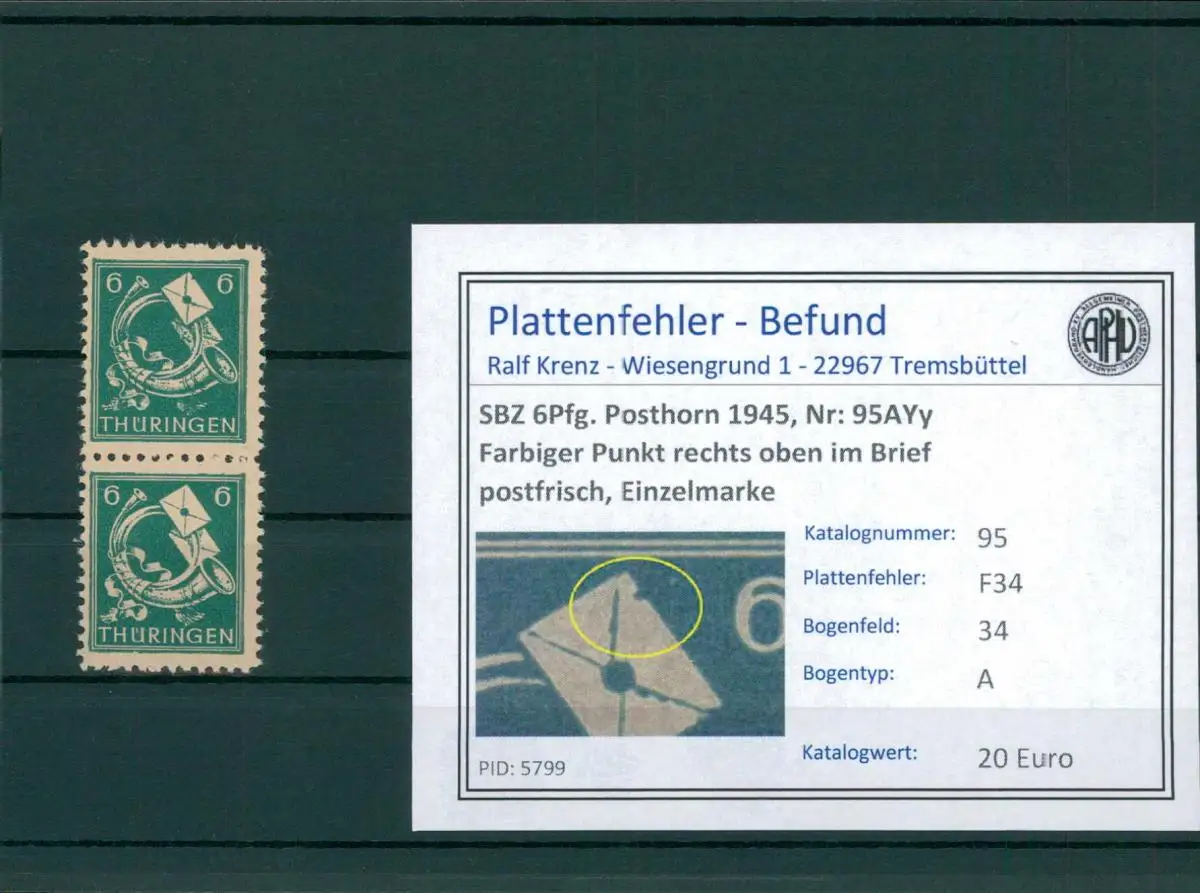 6 6
THÜRINGEN
6 6
THÜRINGEN
Plattenfehler - Befund
Ralf Krenz - Wiesengrund 1 - 22967 Tremsbüttel
APHV
SBZ 6Pfg. Posthorn 1945, Nr: 95AYy
Farbiger Punkt rechts oben im Brief
postfrisch, Einzelmarke
6
Katalognummer: 95
Plattenfehler: F34
Bogenfeld: 34
Bogentyp: A
Katalogwert: 20 Euro
PID: 5799